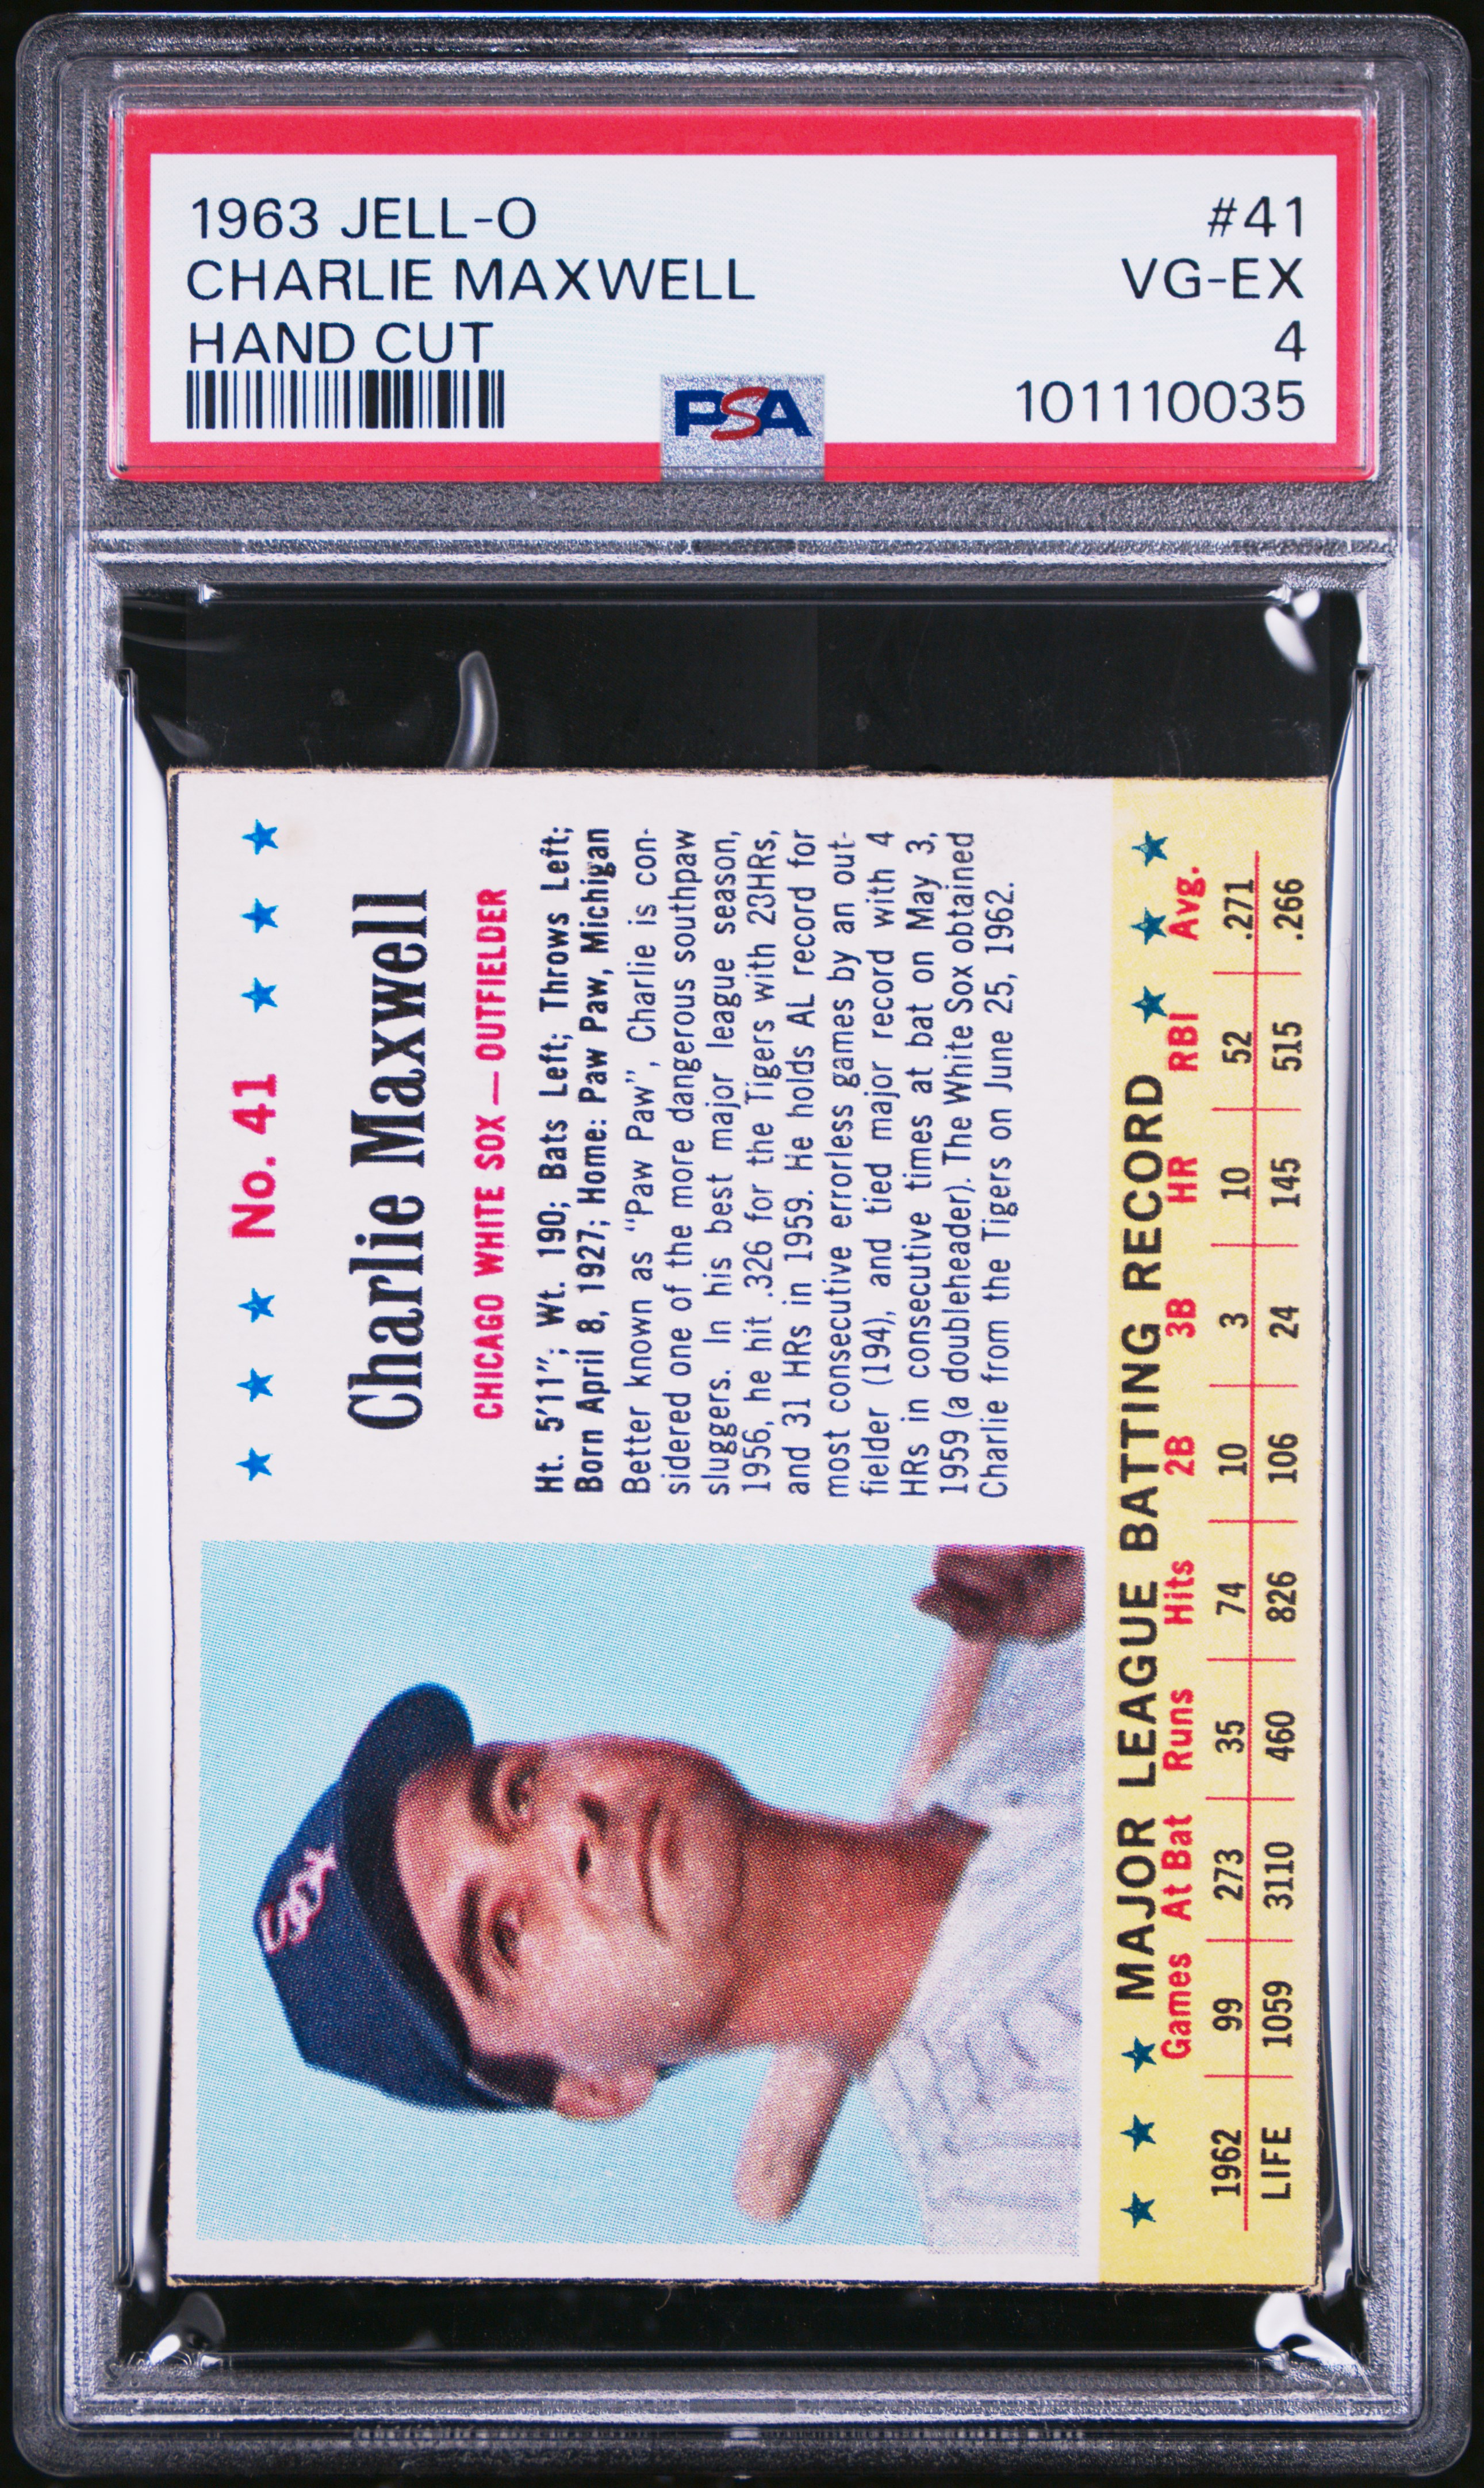 1963 JELL-O #41
CHARLIE MAXWELL VG-EX
HAND CUT 4
PSA 101110035
No. 41
Charlie Maxwell
CHICAGO WHITE SOX — OUTFIELDER
Ht. 5'11"; Wt. 190; Bats Left; Throws Left;
Born April 8, 1927; Home: Paw Paw, Michigan
Better known as "Paw Paw", Charlie is con-
sidered one of the more dangerous southpaw
sluggers. In his best major league season,
1956, he hit .326 for the Tigers with 28HRs,
and 31 HRs in 1959. He holds AL record for
most consecutive errorless games by an out-
fielder (194), and tied major record with 4
HRs in consecutive times at bat on May 3,
1959 (a doubleheader). The White Sox obtained
Charlie from the Tigers on June 25, 1962.
Sox
MAJOR LEAGUE BATTING RECORD
Games At Bat Runs Hits 2B 3B HR RBI Avg.
1962 99 273 35 74 10 3 10 52 .271
LIFE 1059 3110 460 826 106 24 145 515 .266